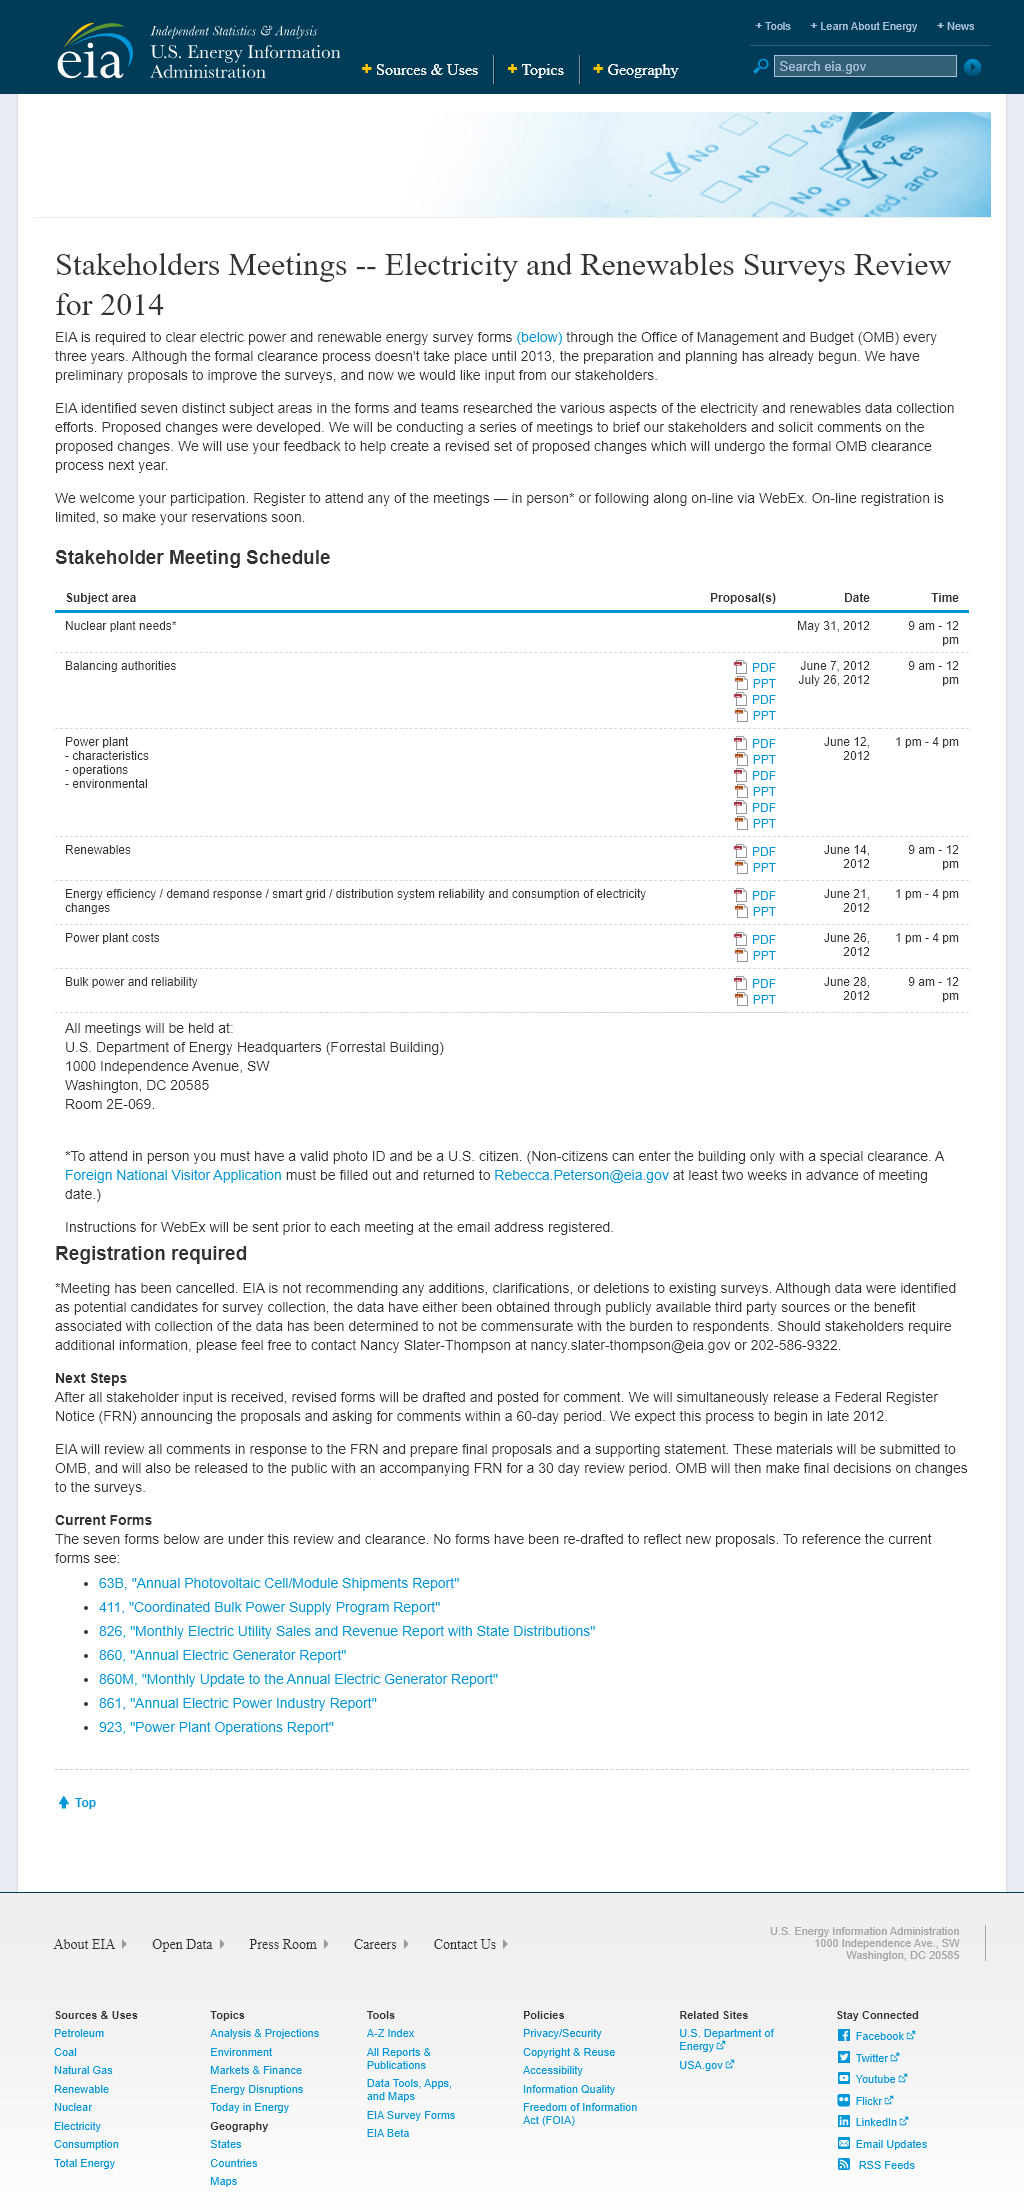 eia
Independent Statistics & Analysis
U.S. Energy Information
Administration
+ Sources & Uses
+ Topics
+ Geography
+ Tools
+ Learn About Energy
+ News
Search eia.gov
No
Yes
No
Yes
No
No
red, and
Stakeholders Meetings -- Electricity and Renewables Surveys Review
for 2014
EIA is required to clear electric power and renewable energy survey forms (below) through the Office of Management and Budget (OMB) every
three years. Although the formal clearance process doesn't take place until 2013, the preparation and planning has already begun. We have
preliminary proposals to improve the surveys, and now we would like input from our stakeholders.
EIA identified seven distinct subject areas in the forms and teams researched the various aspects of the electricity and renewables data collection
efforts. Proposed changes were developed. We will be conducting a series of meetings to brief our stakeholders and solicit comments on the
proposed changes. We will use your feedback to help create a revised set of proposed changes which will undergo the formal OMB clearance
process next year.
We welcome your participation. Register to attend any of the meetings — in person* or following along on-line via WebEx. On-line registration is
limited, so make your reservations soon.
Stakeholder Meeting Schedule
Subject area Proposal(s) Date Time
Nuclear plant needs* May 31, 2012 9 am - 12
pm
Balancing authorities PDF June 7, 2012 9 am - 12
PPT July 26, 2012 pm
PDF
PPT
Power plant PDF June 12, 1 pm - 4 pm
- characteristics PPT 2012
- operations PDF
- environmental PPT
PDF
PPT
Renewables PDF June 14, 9 am - 12
PPT 2012 pm
Energy efficiency / demand response / smart grid / distribution system reliability and consumption of electricity PDF June 21, 1 pm - 4 pm
changes PPT 2012
Power plant costs PDF June 26, 1 pm - 4 pm
PPT 2012
Bulk power and reliability PDF June 28, 9 am - 12
PPT 2012 pm
All meetings will be held at:
U.S. Department of Energy Headquarters (Forrestal Building)
1000 Independence Avenue, SW
Washington, DC 20585
Room 2E-069.
*To attend in person you must have a valid photo ID and be a U.S. citizen. (Non-citizens can enter the building only with a special clearance. A
Foreign National Visitor Application must be filled out and returned to Rebecca.Peterson@eia.gov at least two weeks in advance of meeting
date.)
Instructions for WebEx will be sent prior to each meeting at the email address registered.
Registration required
*Meeting has been cancelled. EIA is not recommending any additions, clarifications, or deletions to existing surveys. Although data were identified
as potential candidates for survey collection, the data have either been obtained through publicly available third party sources or the benefit
associated with collection of the data has been determined to not be commensurate with the burden to respondents. Should stakeholders require
additional information, please feel free to contact Nancy Slater-Thompson at nancy.slater-thompson@eia.gov or 202-586-9322.
Next Steps
After all stakeholder input is received, revised forms will be drafted and posted for comment. We will simultaneously release a Federal Register
Notice (FRN) announcing the proposals and asking for comments within a 60-day period. We expect this process to begin in late 2012.
EIA will review all comments in response to the FRN and prepare final proposals and a supporting statement. These materials will be submitted to
OMB, and will also be released to the public with an accompanying FRN for a 30 day review period. OMB will then make final decisions on changes
to the surveys.
Current Forms
The seven forms below are under this review and clearance. No forms have been re-drafted to reflect new proposals. To reference the current
forms see:
• 63B, "Annual Photovoltaic Cell/Module Shipments Report"
• 411, "Coordinated Bulk Power Supply Program Report"
• 826, "Monthly Electric Utility Sales and Revenue Report with State Distributions"
• 860, "Annual Electric Generator Report"
• 860M, "Monthly Update to the Annual Electric Generator Report"
• 861, "Annual Electric Power Industry Report"
• 923, "Power Plant Operations Report"
Top
About EIA
Open Data
Press Room
Careers
Contact Us
U.S. Energy Information Administration
1000 Independence Ave., SW
Washington, DC 20585
Sources & Uses
Petroleum
Coal
Natural Gas
Renewable
Nuclear
Electricity
Consumption
Total Energy
Topics
Analysis & Projections
Environment
Markets & Finance
Energy Disruptions
Today in Energy
Geography
States
Countries
Maps
Tools
A-Z Index
All Reports &
Publications
Data Tools, Apps,
and Maps
EIA Survey Forms
EIA Beta
Policies
Privacy/Security
Copyright & Reuse
Accessibility
Information Quality
Freedom of Information
Act (FOIA)
Related Sites
U.S. Department of
Energy
USA.gov
Stay Connected
Facebook
Twitter
Youtube
Flickr
LinkedIn
Email Updates
RSS Feeds